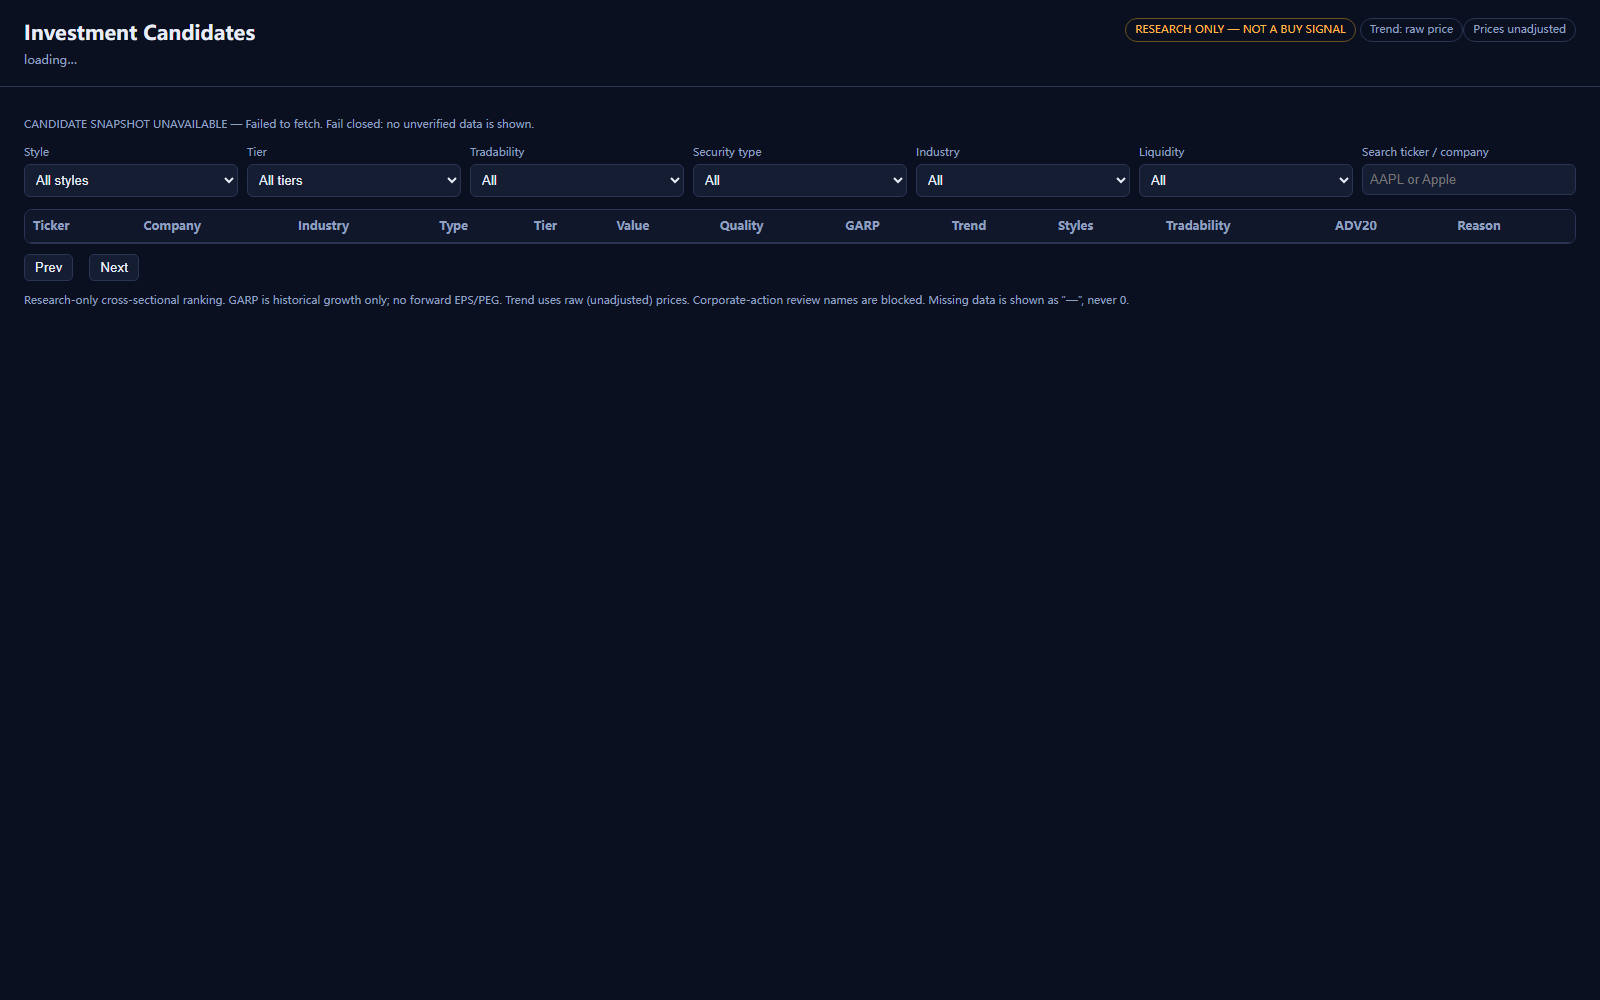 Investment Candidates
RESEARCH ONLY — NOT A BUY SIGNAL Trend: raw price Prices unadjusted
loading...
CANDIDATE SNAPSHOT UNAVAILABLE — Failed to fetch. Fail closed: no unverified data is shown.
Style Tier Tradability Security type Industry Liquidity Search ticker / company
All styles All tiers All All All All AAPL or Apple
Ticker Company Industry Type Tier Value Quality GARP Trend Styles Tradability ADV20 Reason
Prev Next
Research-only cross-sectional ranking. GARP is historical growth only; no forward EPS/PEG. Trend uses raw (unadjusted) prices. Corporate-action review names are blocked. Missing data is shown as "—", never 0.